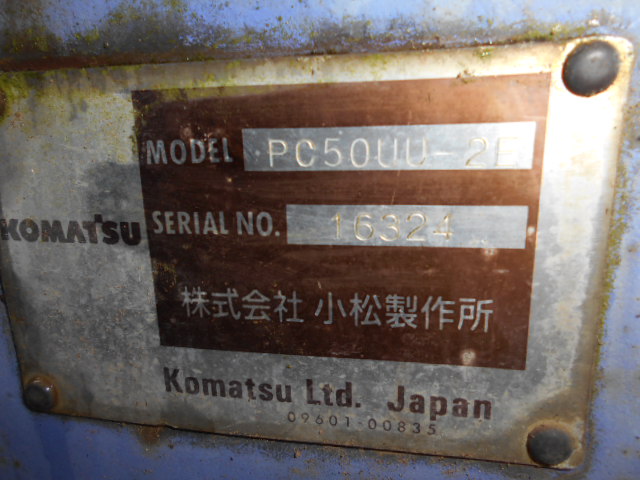 MODEL PC50UU-2E
KOMATSU
SERIAL NO. 16324
株式会社 小松製作所
Komatsu Ltd. Japan
09601-00835